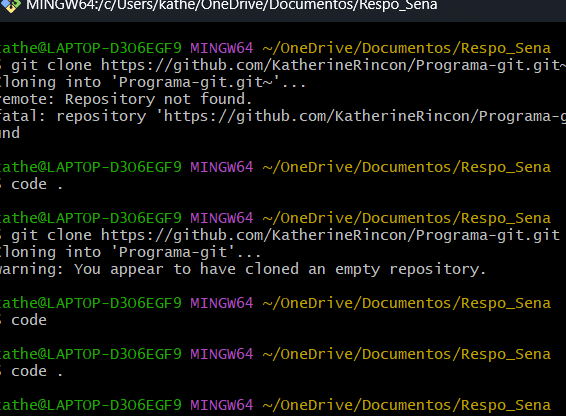 MINGW64:/c/Users/kathe/OneDrive/Documentos/Respo_Sena
kathe@LAPTOP-D3O6EGF9 MINGW64 ~/OneDrive/Documentos/Respo_Sena
$ git clone https://github.com/KatherineRincon/Programa-git.git~
Cloning into 'Programa-git.git~'...
remote: Repository not found.
fatal: repository 'https://github.com/KatherineRincon/Programa-g
und
kathe@LAPTOP-D3O6EGF9 MINGW64 ~/OneDrive/Documentos/Respo_Sena
$ code .
kathe@LAPTOP-D3O6EGF9 MINGW64 ~/OneDrive/Documentos/Respo_Sena
$ git clone https://github.com/KatherineRincon/Programa-git.git
Cloning into 'Programa-git'...
warning: You appear to have cloned an empty repository.
kathe@LAPTOP-D3O6EGF9 MINGW64 ~/OneDrive/Documentos/Respo_Sena
$ code
kathe@LAPTOP-D3O6EGF9 MINGW64 ~/OneDrive/Documentos/Respo_Sena
$ code .
kathe@LAPTOP-D3O6EGF9 MINGW64 ~/OneDrive/Documentos/Respo_Sena